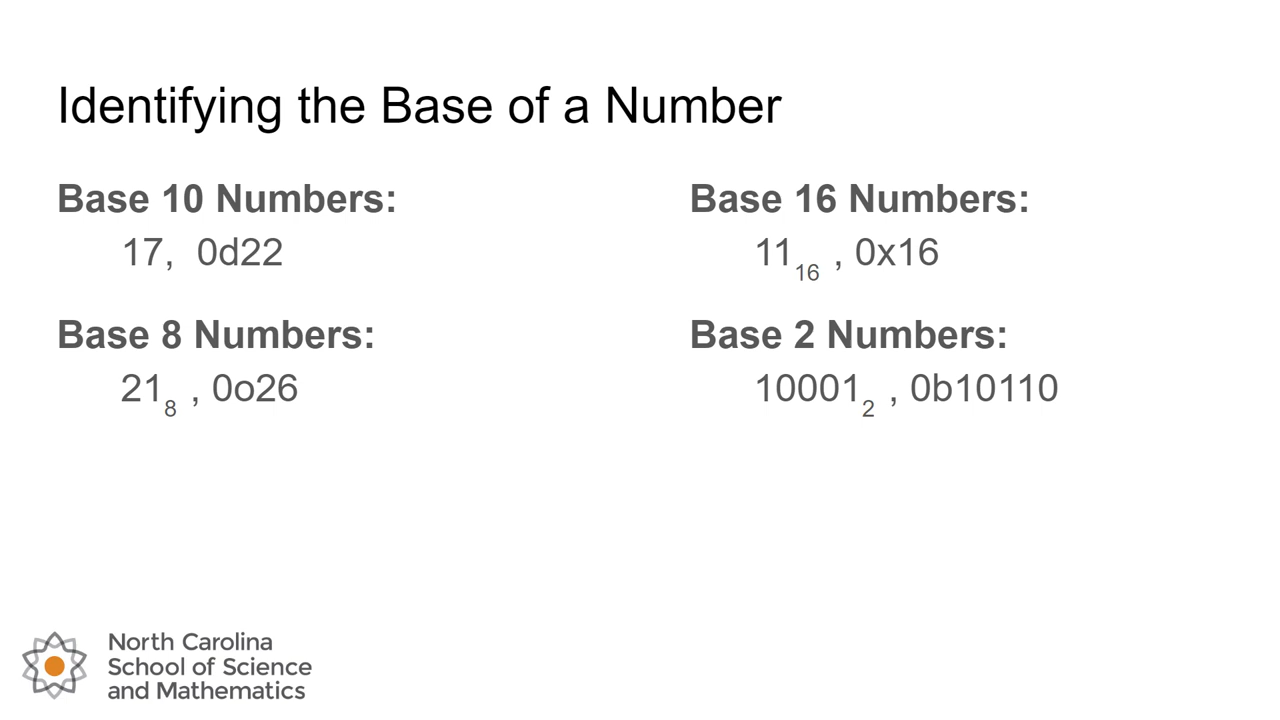 Identifying the Base of a Number
Base 10 Numbers:
17, 0d22
Base 8 Numbers:
21₈ , 0o26
Base 16 Numbers:
11₁₆ , 0x16
Base 2 Numbers:
10001₂ , 0b10110
North Carolina
School of Science
and Mathematics